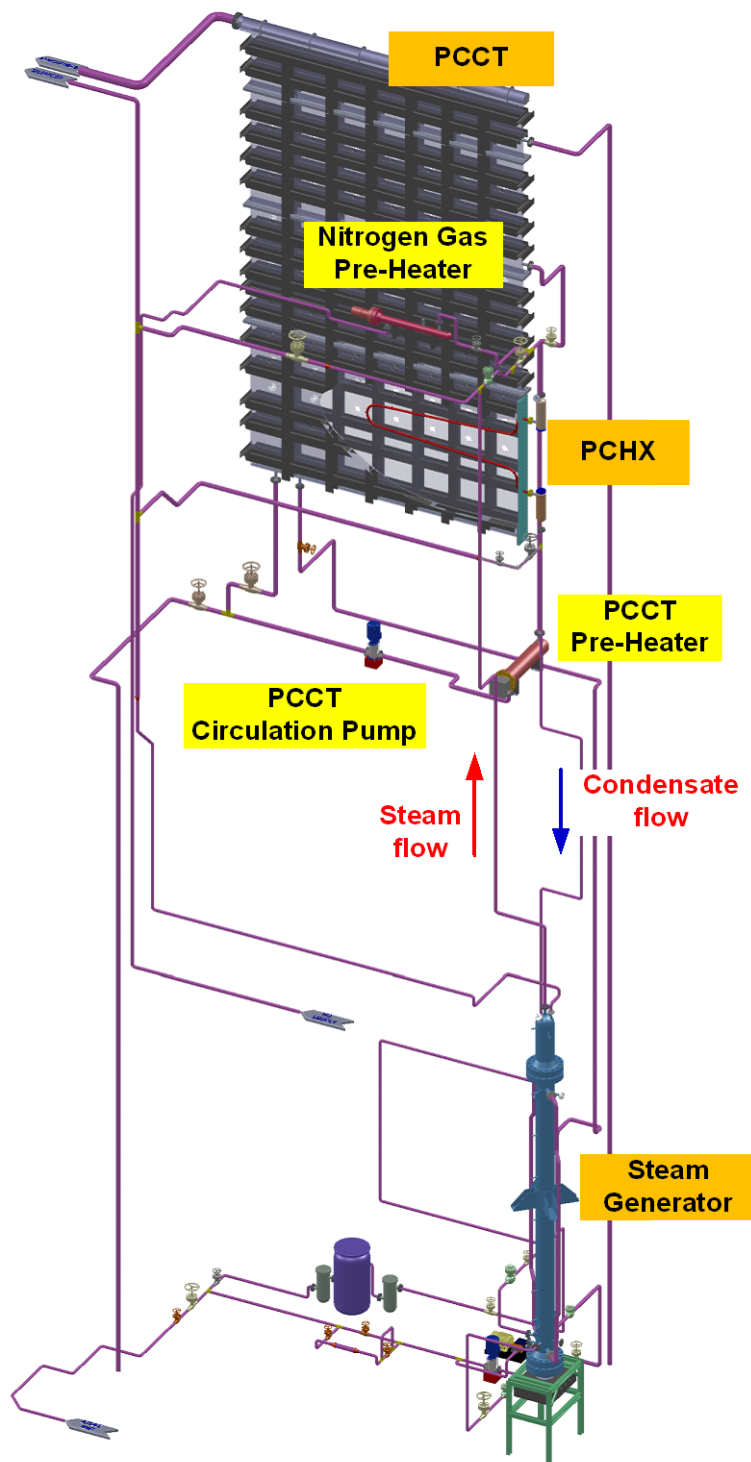 PCCT
Nitrogen Gas
Pre-Heater
PCHX
PCCT
Pre-Heater
PCCT
Circulation Pump
Steam
flow
Condensate
flow
Steam
Generator